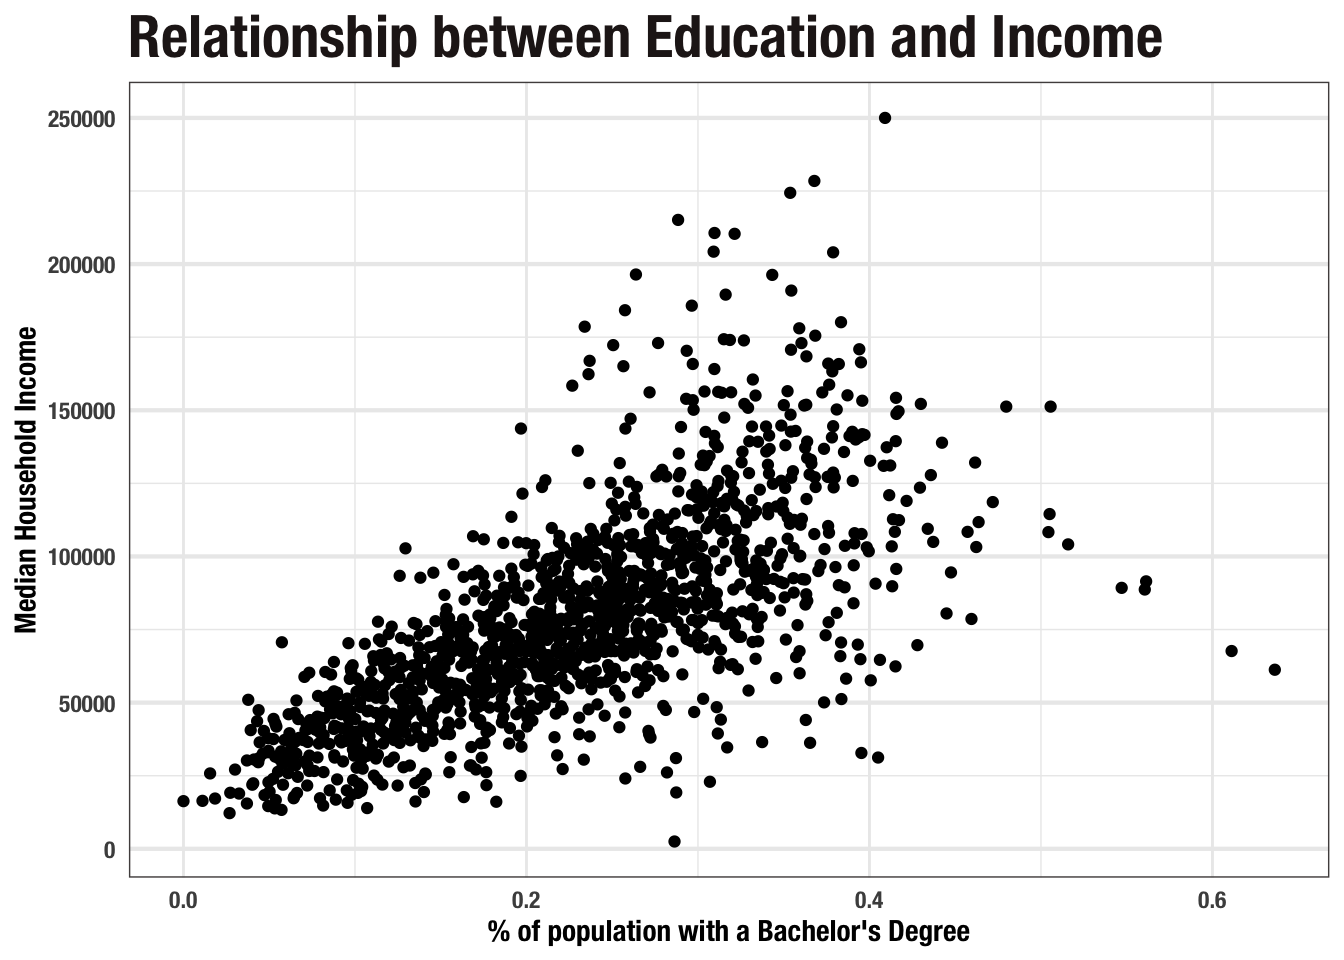 Relationship between Education and Income
Median Household Income
250000
200000
150000
100000
50000
0
0.0 0.2 0.4 0.6
% of population with a Bachelor's Degree